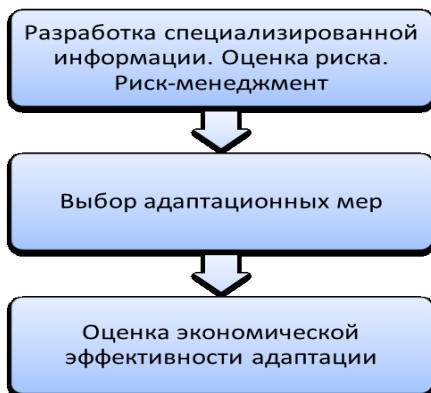 Разработка специализированной
информации. Оценка риска.
Риск-менеджмент
Выбор адаптационных мер
Оценка экономической
эффективности адаптации